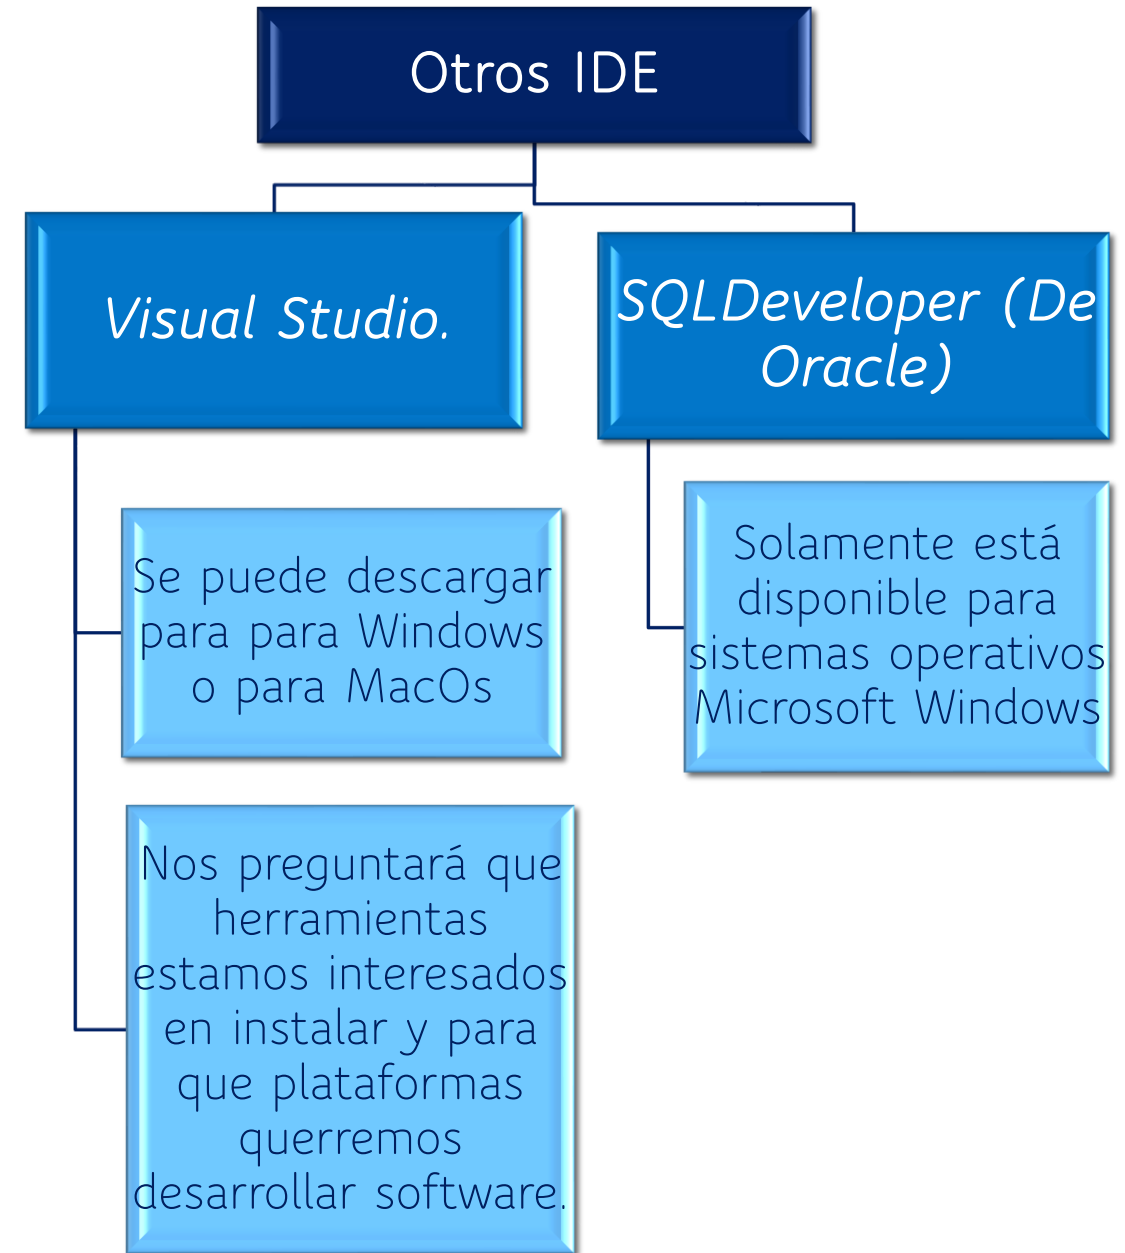 Otros IDE
Visual Studio.
Se puede descargar
para para Windows
o para MacOs
Nos preguntará que
herramientas
estamos interesados
en instalar y para
que plataformas
querremos
desarrollar software.
SQLDeveloper (De
Oracle)
Solamente está
disponible para
sistemas operativos
Microsoft Windows